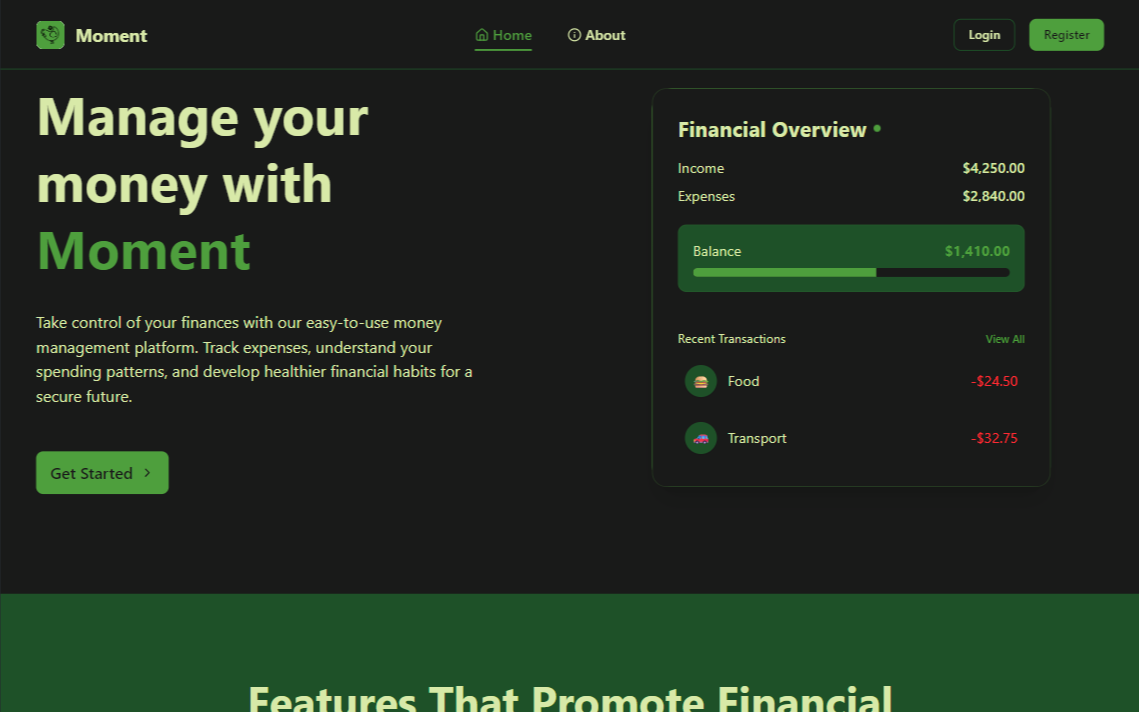 Moment
Home
About
Login
Register
Manage your
money with
Moment
Take control of your finances with our easy-to-use money
management platform. Track expenses, understand your
spending patterns, and develop healthier financial habits for a
secure future.
Get Started
Financial Overview
Income $4,250.00
Expenses $2,840.00
Balance $1,410.00
Recent Transactions View All
Food -$24.50
Transport -$32.75
Features That Promote Financial